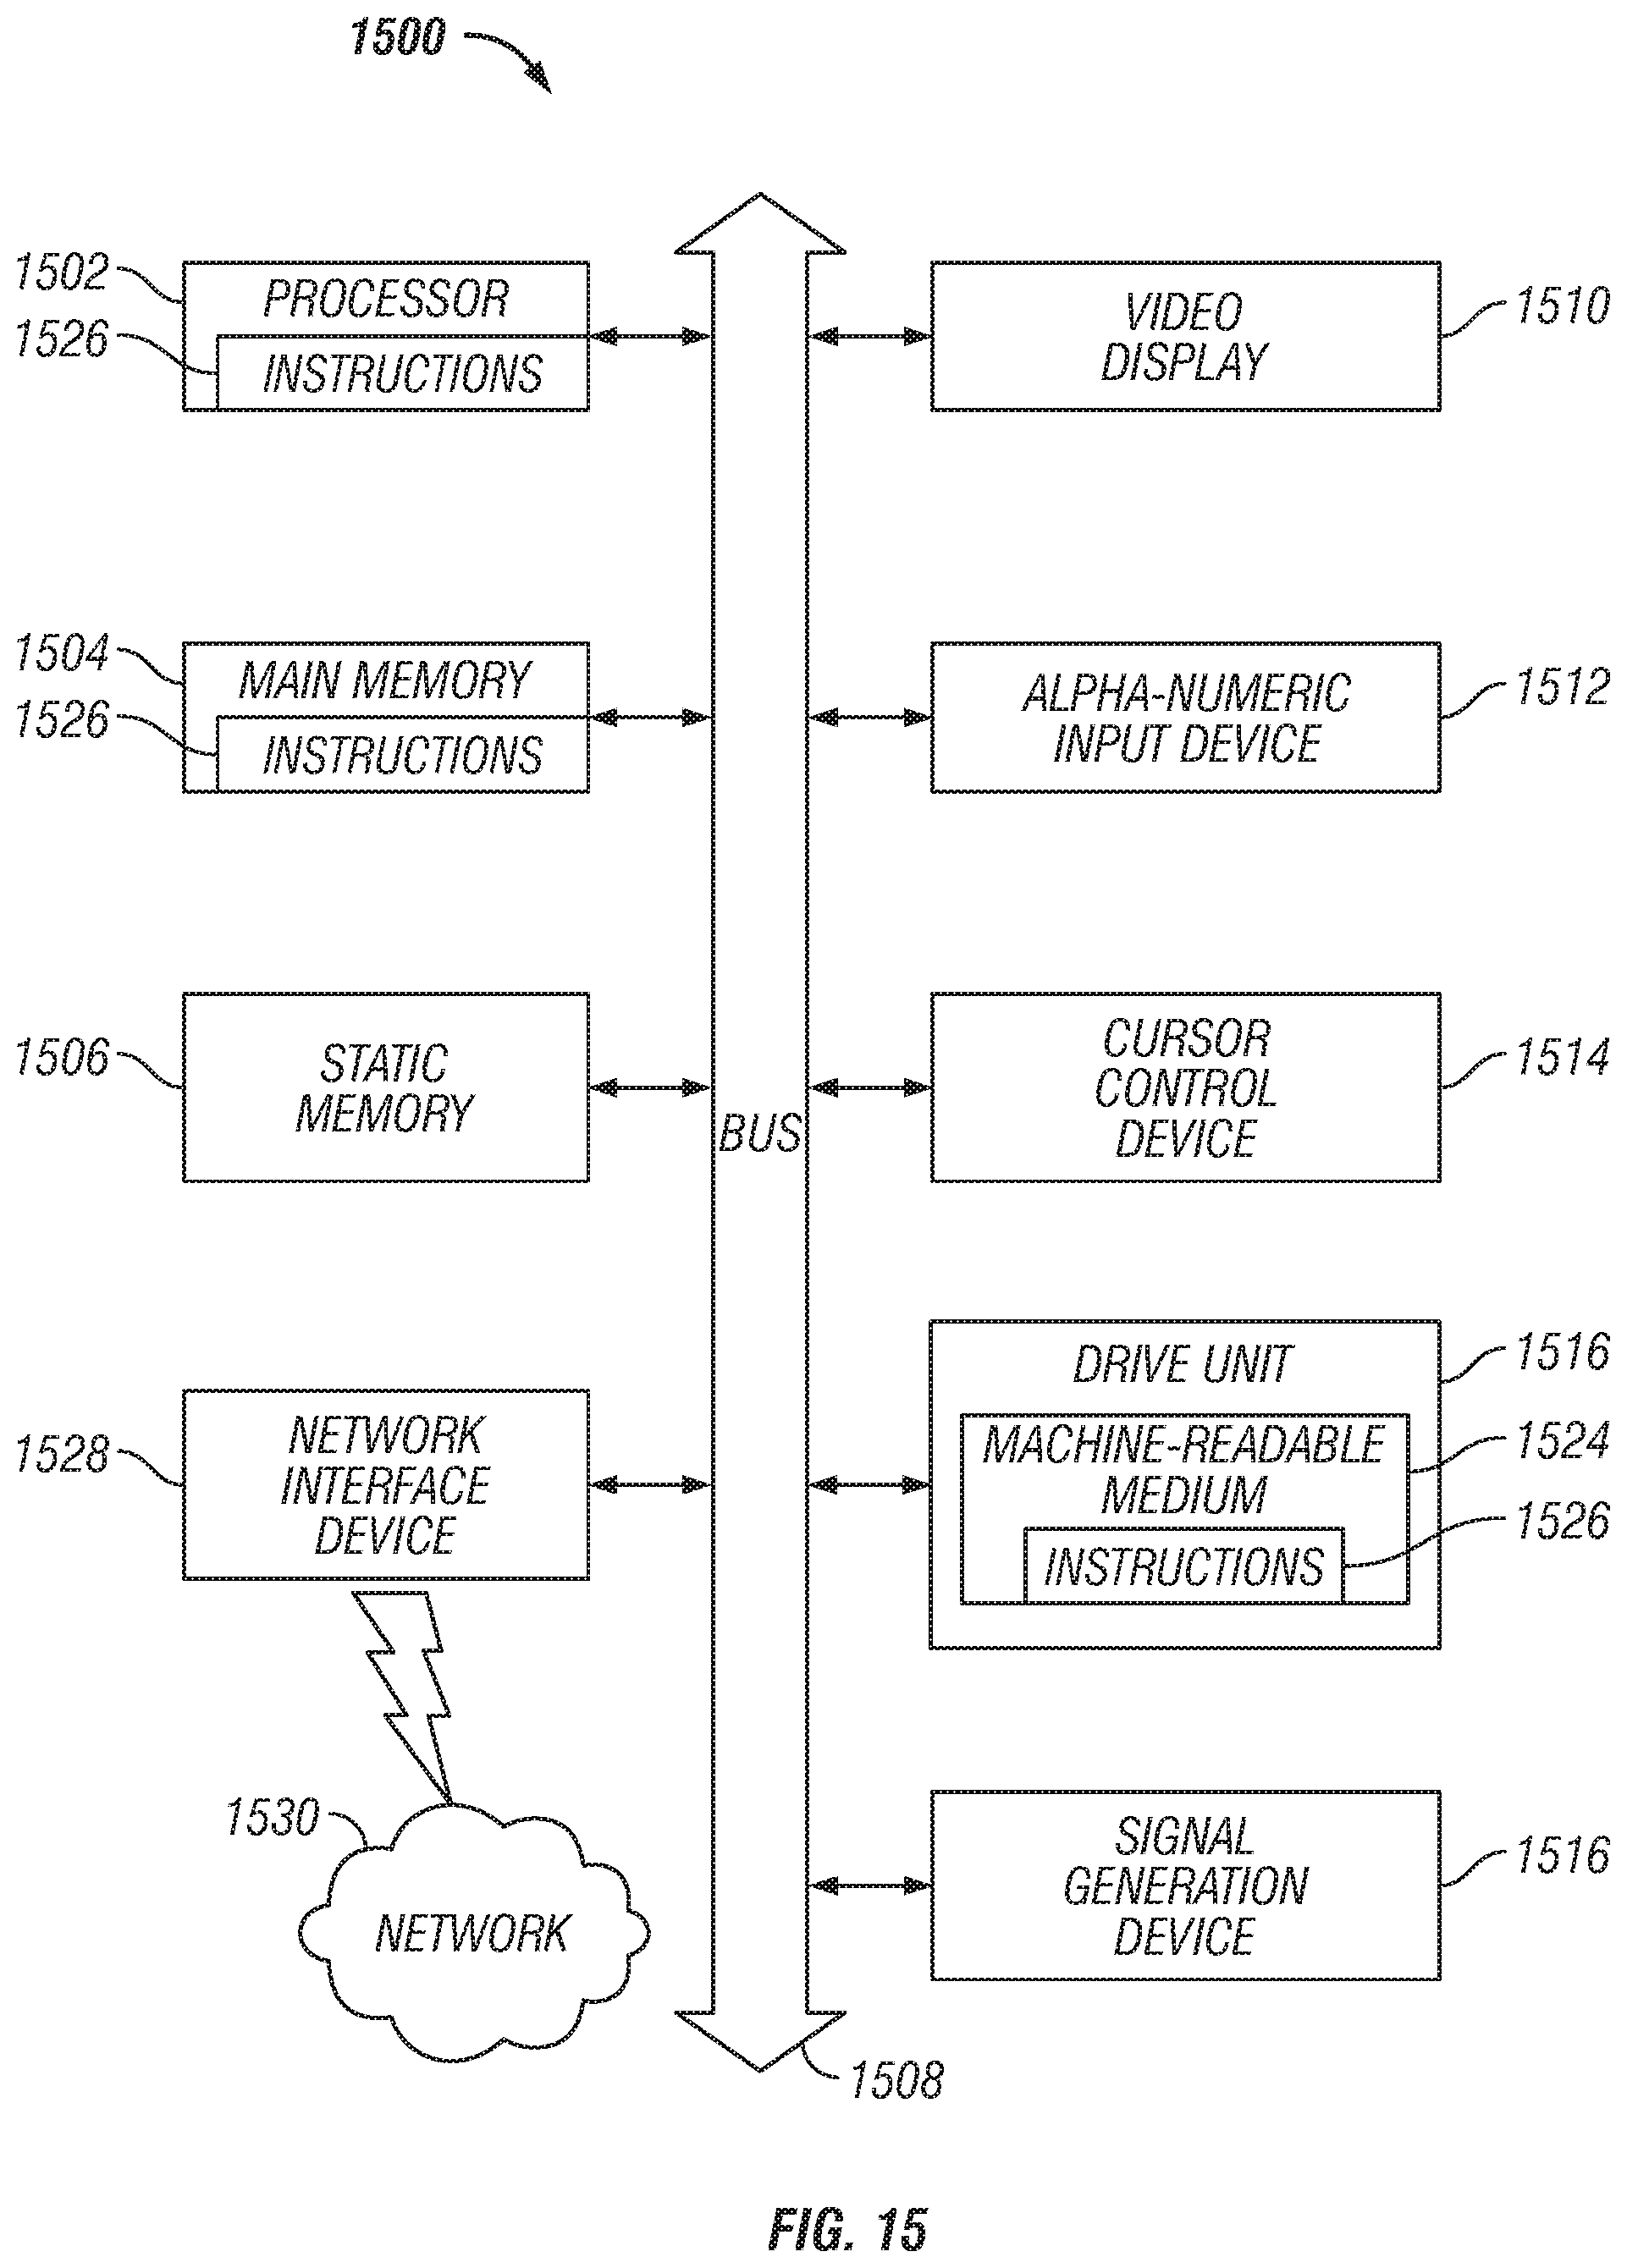 1500
1502
PROCESSOR
1526
INSTRUCTIONS
1510
VIDEO
DISPLAY
1504
MAIN MEMORY
1526
INSTRUCTIONS
1512
ALPHA-NUMERIC
INPUT DEVICE
1506
STATIC
MEMORY
BUS
1514
CURSOR
CONTROL
DEVICE
1528
NETWORK
INTERFACE
DEVICE
1516
DRIVE UNIT
1524
MACHINE-READABLE
MEDIUM
1526
INSTRUCTIONS
1530
NETWORK
1516
SIGNAL
GENERATION
DEVICE
1508
FIG. 15